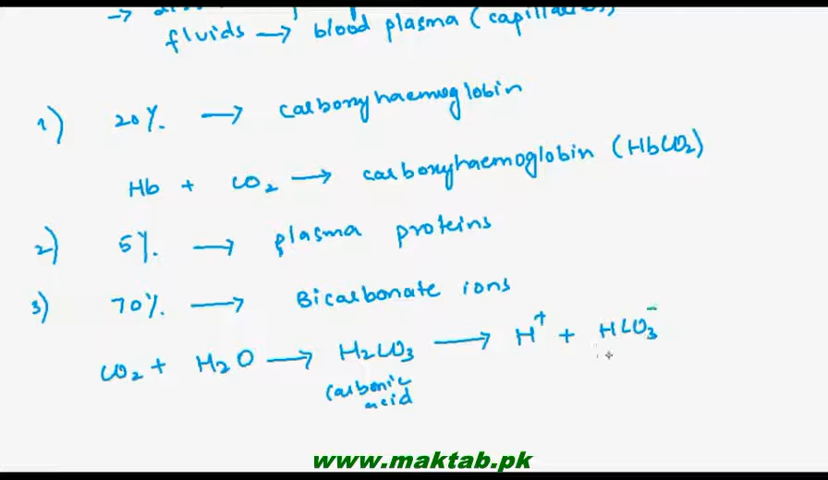 fluids → blood plasma (capillaries)
1) 20%. → carboxyhaemoglobin
Hb + CO₂ → carboxyhaemoglobin (HbCO₂)
2) 5%. → plasma proteins
3) 70%. → Bicarbonate ions
CO₂ + H₂O → H₂CO₃ → H⁺ + HCO₃⁻
Carbonic
acid
www.maktab.pk